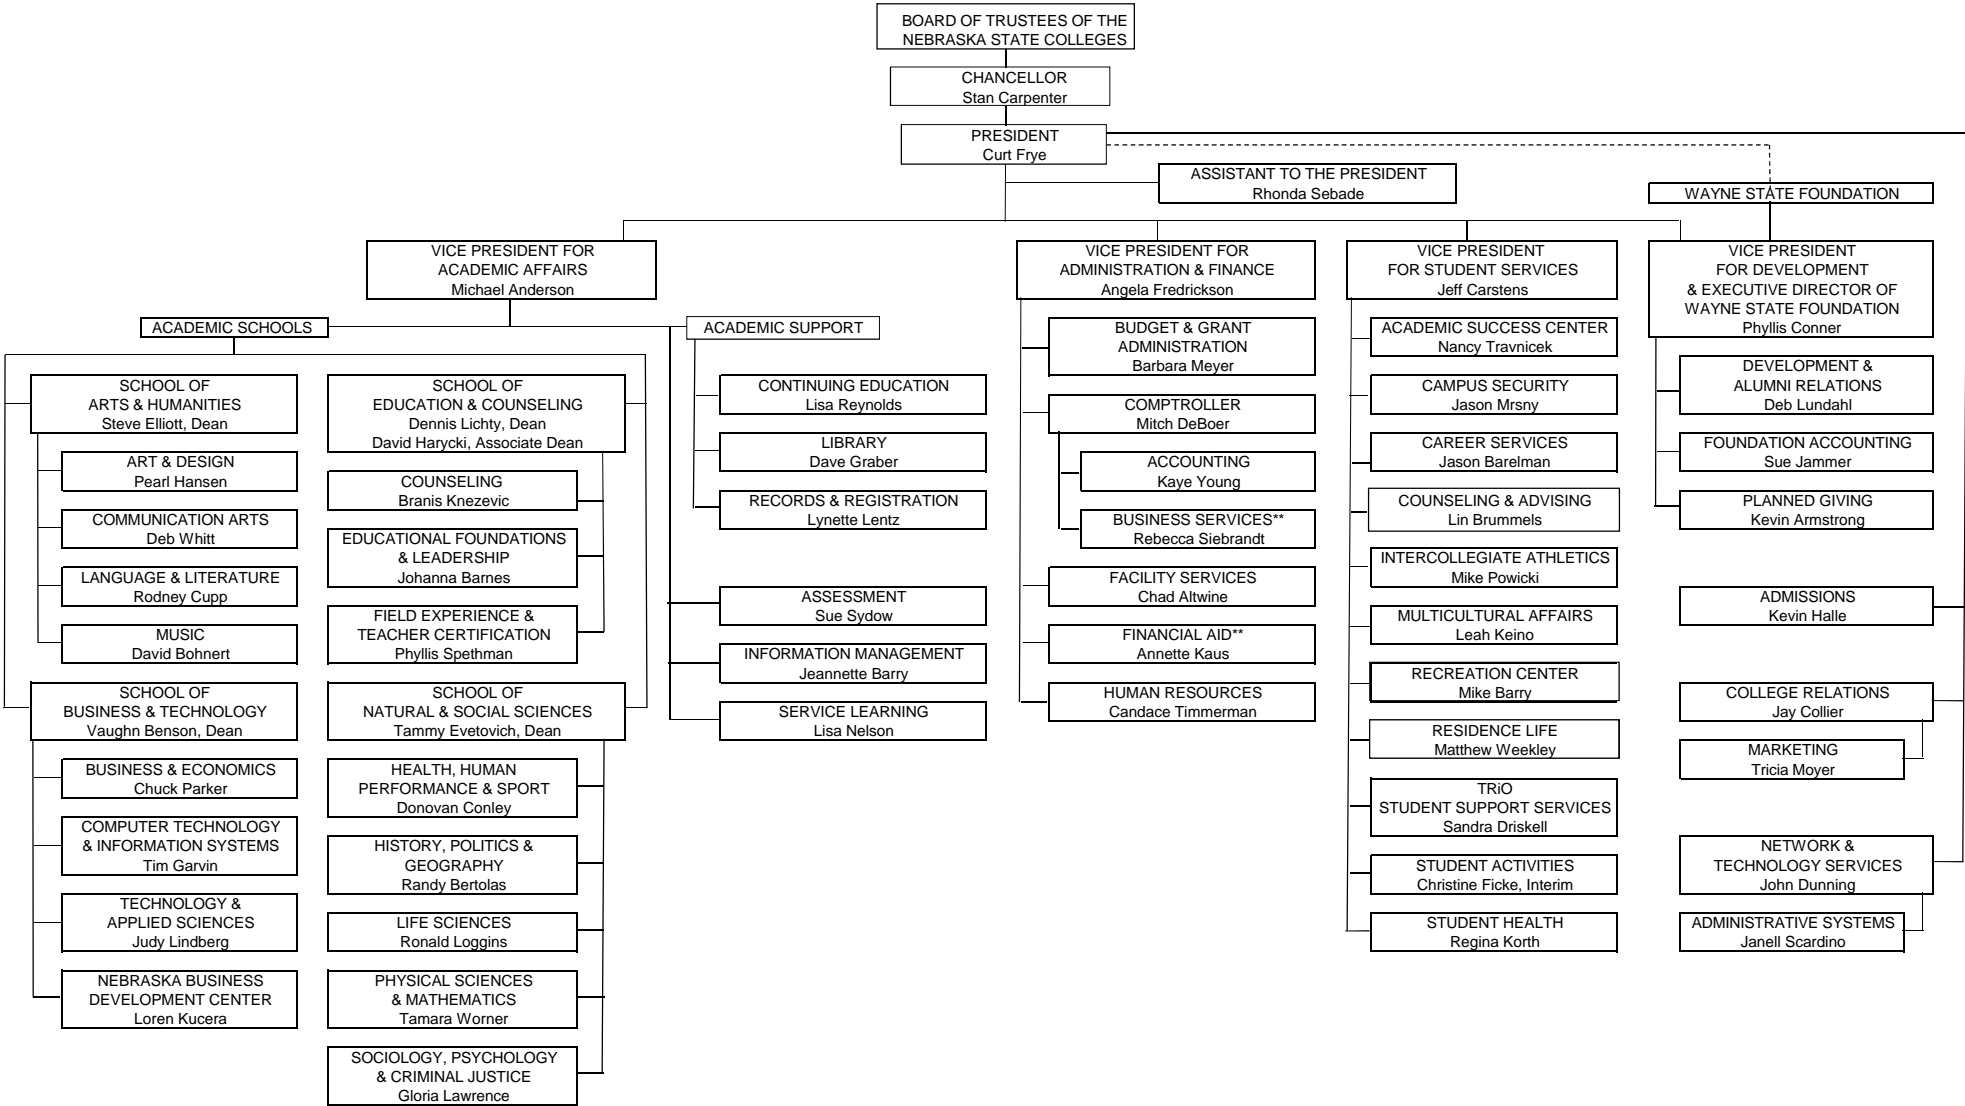 BOARD OF TRUSTEES OF THE
NEBRASKA STATE COLLEGES
CHANCELLOR
Stan Carpenter
PRESIDENT
Curt Frye
ASSISTANT TO THE PRESIDENT
Rhonda Sebade
WAYNE STATE FOUNDATION
VICE PRESIDENT FOR
ACADEMIC AFFAIRS
Michael Anderson
ACADEMIC SCHOOLS
SCHOOL OF
ARTS & HUMANITIES
Steve Elliott, Dean
ART & DESIGN
Pearl Hansen
COMMUNICATION ARTS
Deb Whitt
LANGUAGE & LITERATURE
Rodney Cupp
MUSIC
David Bohnert
SCHOOL OF
BUSINESS & TECHNOLOGY
Vaughn Benson, Dean
BUSINESS & ECONOMICS
Chuck Parker
COMPUTER TECHNOLOGY
& INFORMATION SYSTEMS
Tim Garvin
TECHNOLOGY &
APPLIED SCIENCES
Judy Lindberg
NEBRASKA BUSINESS
DEVELOPMENT CENTER
Loren Kucera
SCHOOL OF
EDUCATION & COUNSELING
Dennis Lichty, Dean
David Harycki, Associate Dean
COUNSELING
Branis Knezevic
EDUCATIONAL FOUNDATIONS
& LEADERSHIP
Johanna Barnes
FIELD EXPERIENCE &
TEACHER CERTIFICATION
Phyllis Spethman
SCHOOL OF
NATURAL & SOCIAL SCIENCES
Tammy Evetovich, Dean
HEALTH, HUMAN
PERFORMANCE & SPORT
Donovan Conley
HISTORY, POLITICS &
GEOGRAPHY
Randy Bertolas
LIFE SCIENCES
Ronald Loggins
PHYSICAL SCIENCES
& MATHEMATICS
Tamara Worner
SOCIOLOGY, PSYCHOLOGY
& CRIMINAL JUSTICE
Gloria Lawrence
ACADEMIC SUPPORT
CONTINUING EDUCATION
Lisa Reynolds
LIBRARY
Dave Graber
RECORDS & REGISTRATION
Lynette Lentz
ASSESSMENT
Sue Sydow
INFORMATION MANAGEMENT
Jeannette Barry
SERVICE LEARNING
Lisa Nelson
VICE PRESIDENT FOR
ADMINISTRATION & FINANCE
Angela Fredrickson
BUDGET & GRANT
ADMINISTRATION
Barbara Meyer
COMPTROLLER
Mitch DeBoer
ACCOUNTING
Kaye Young
BUSINESS SERVICES**
Rebecca Siebrandt
FACILITY SERVICES
Chad Altwine
FINANCIAL AID**
Annette Kaus
HUMAN RESOURCES
Candace Timmerman
VICE PRESIDENT
FOR STUDENT SERVICES
Jeff Carstens
ACADEMIC SUCCESS CENTER
Nancy Travnicek
CAMPUS SECURITY
Jason Mrsny
CAREER SERVICES
Jason Barelman
COUNSELING & ADVISING
Lin Brummels
INTERCOLLEGIATE ATHLETICS
Mike Powicki
MULTICULTURAL AFFAIRS
Leah Keino
RECREATION CENTER
Mike Barry
RESIDENCE LIFE
Matthew Weekley
TRiO
STUDENT SUPPORT SERVICES
Sandra Driskell
STUDENT ACTIVITIES
Christine Ficke, Interim
STUDENT HEALTH
Regina Korth
VICE PRESIDENT
FOR DEVELOPMENT
& EXECUTIVE DIRECTOR OF
WAYNE STATE FOUNDATION
Phyllis Conner
DEVELOPMENT &
ALUMNI RELATIONS
Deb Lundahl
FOUNDATION ACCOUNTING
Sue Jammer
PLANNED GIVING
Kevin Armstrong
ADMISSIONS
Kevin Halle
COLLEGE RELATIONS
Jay Collier
MARKETING
Tricia Moyer
NETWORK &
TECHNOLOGY SERVICES
John Dunning
ADMINISTRATIVE SYSTEMS
Janell Scardino